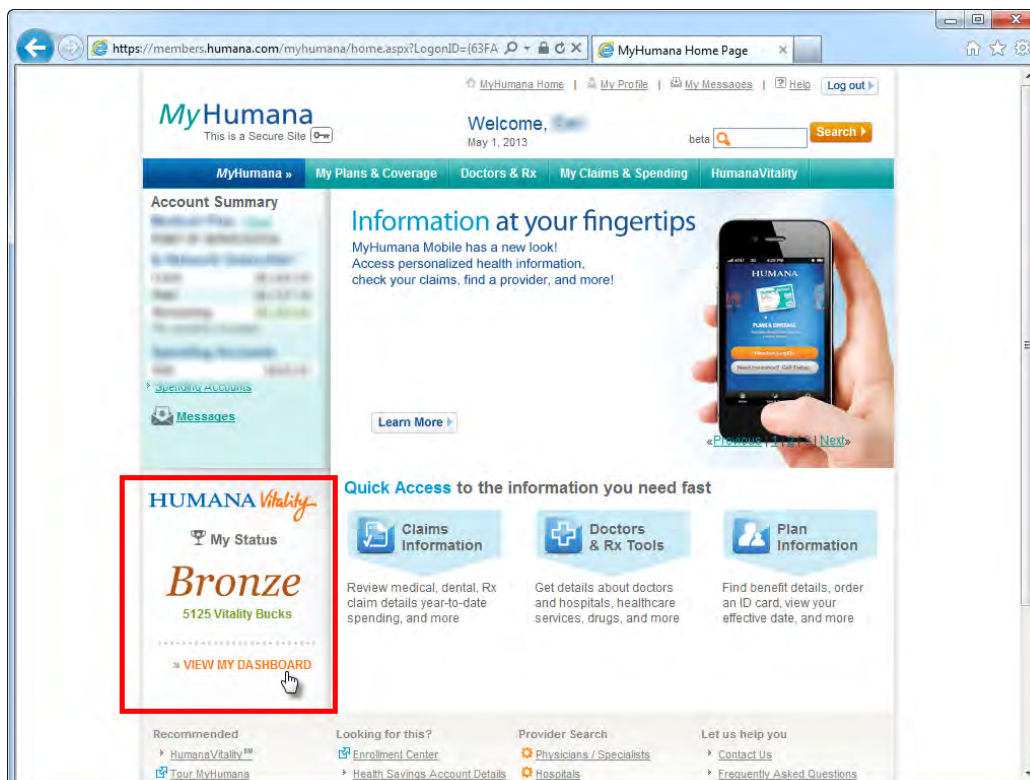 https://members.humana.com/myhumana/home.aspx?LogonID={63FA
MyHumana Home Page
MyHumana Home | My Profile | My Messages | Help Log out
MyHumana
This is a Secure Site
Welcome,
May 1, 2013
beta Search
MyHumana » My Plans & Coverage Doctors & Rx My Claims & Spending HumanaVitality
Account Summary
Spending Accounts
Messages
Information at your fingertips
MyHumana Mobile has a new look!
Access personalized health information,
check your claims, find a provider, and more!
Learn More
HUMANA
PLANS & COVERAGE
«Previous | 1 | 2 | 3 | Next»
HUMANA Vitality
My Status
Bronze
5125 Vitality Bucks
» VIEW MY DASHBOARD
Quick Access to the information you need fast
Claims
Information
Review medical, dental, Rx
claim details year-to-date
spending, and more
Doctors
& Rx Tools
Get details about doctors
and hospitals, healthcare
services, drugs, and more
Plan
Information
Find benefit details, order
an ID card, view your
effective date, and more
Recommended
HumanaVitality℠
Tour MyHumana
Looking for this?
Enrollment Center
Health Savings Account Details
Provider Search
Physicians / Specialists
Hospitals
Let us help you
Contact Us
Frequently Asked Questions